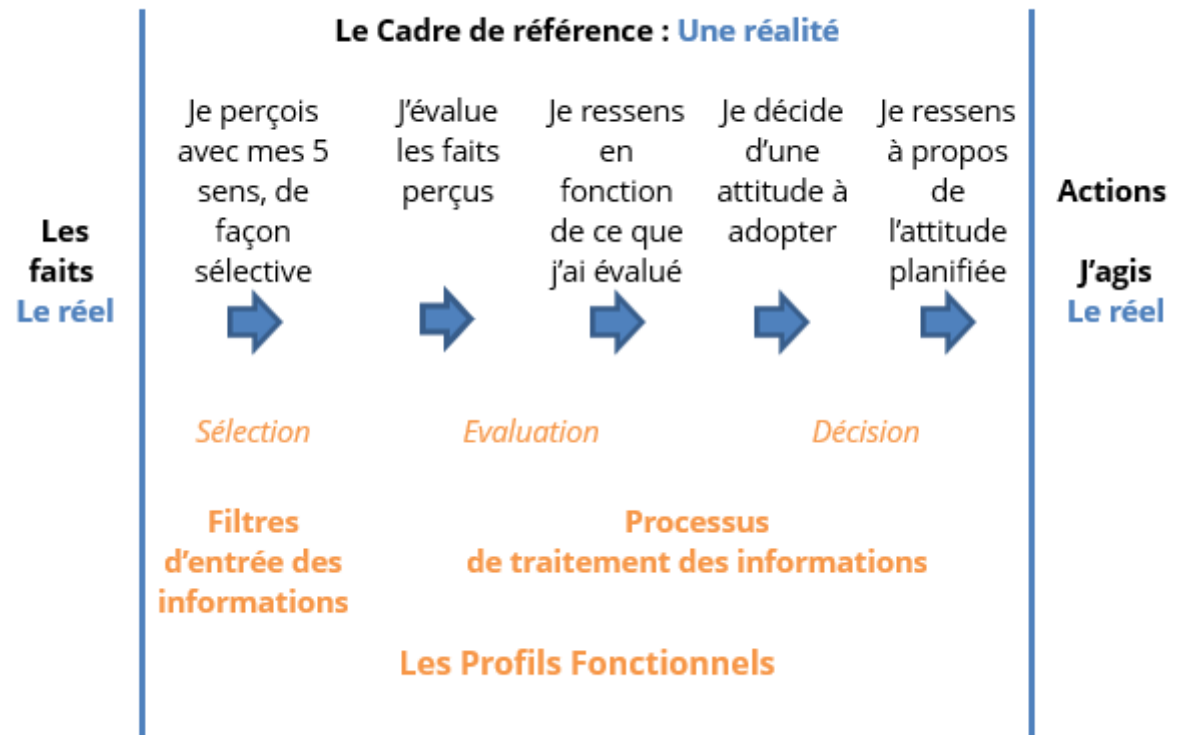 Le Cadre de référence : Une réalité
Les
faits
Le réel
Je perçois
avec mes 5
sens, de
façon
sélective
J'évalue
les faits
perçus
Je ressens
en
fonction
de ce que
j'ai évalué
Je décide
d'une
attitude à
adopter
Je ressens
à propos
de
l'attitude
planifiée
Actions
J'agis
Le réel
Sélection
Evaluation
Décision
Filtres
d'entrée des
informations
Processus
de traitement des informations
Les Profils Fonctionnels